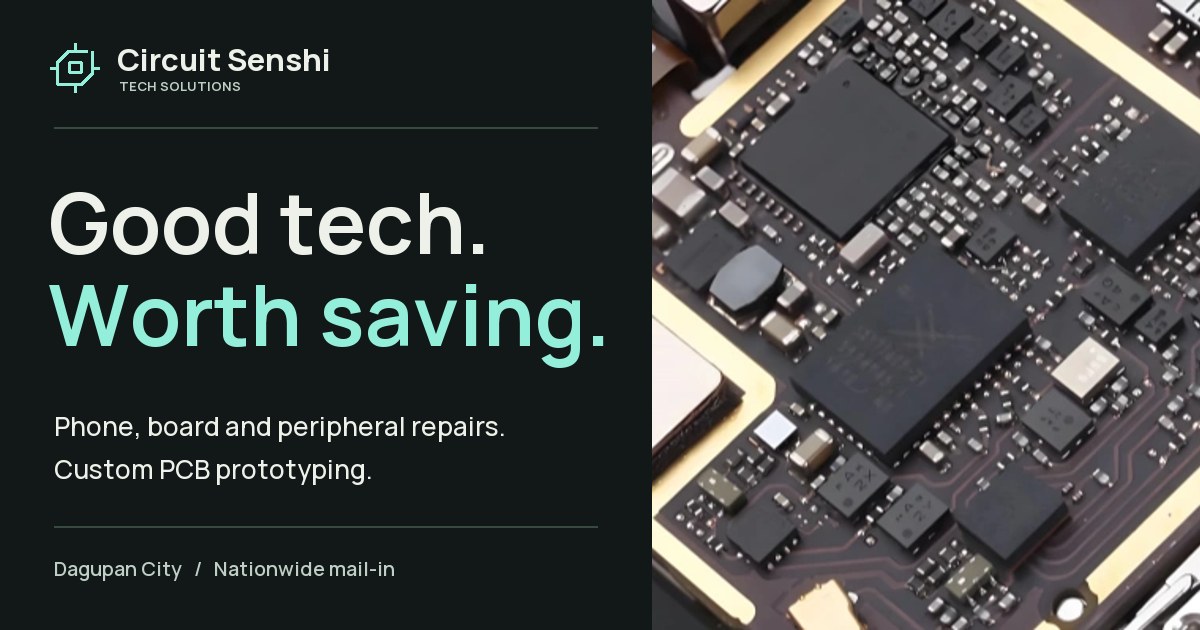 Circuit Senshi
TECH SOLUTIONS
Good tech.
Worth saving.
Phone, board and peripheral repairs.
Custom PCB prototyping.
Dagupan City / Nationwide mail-in